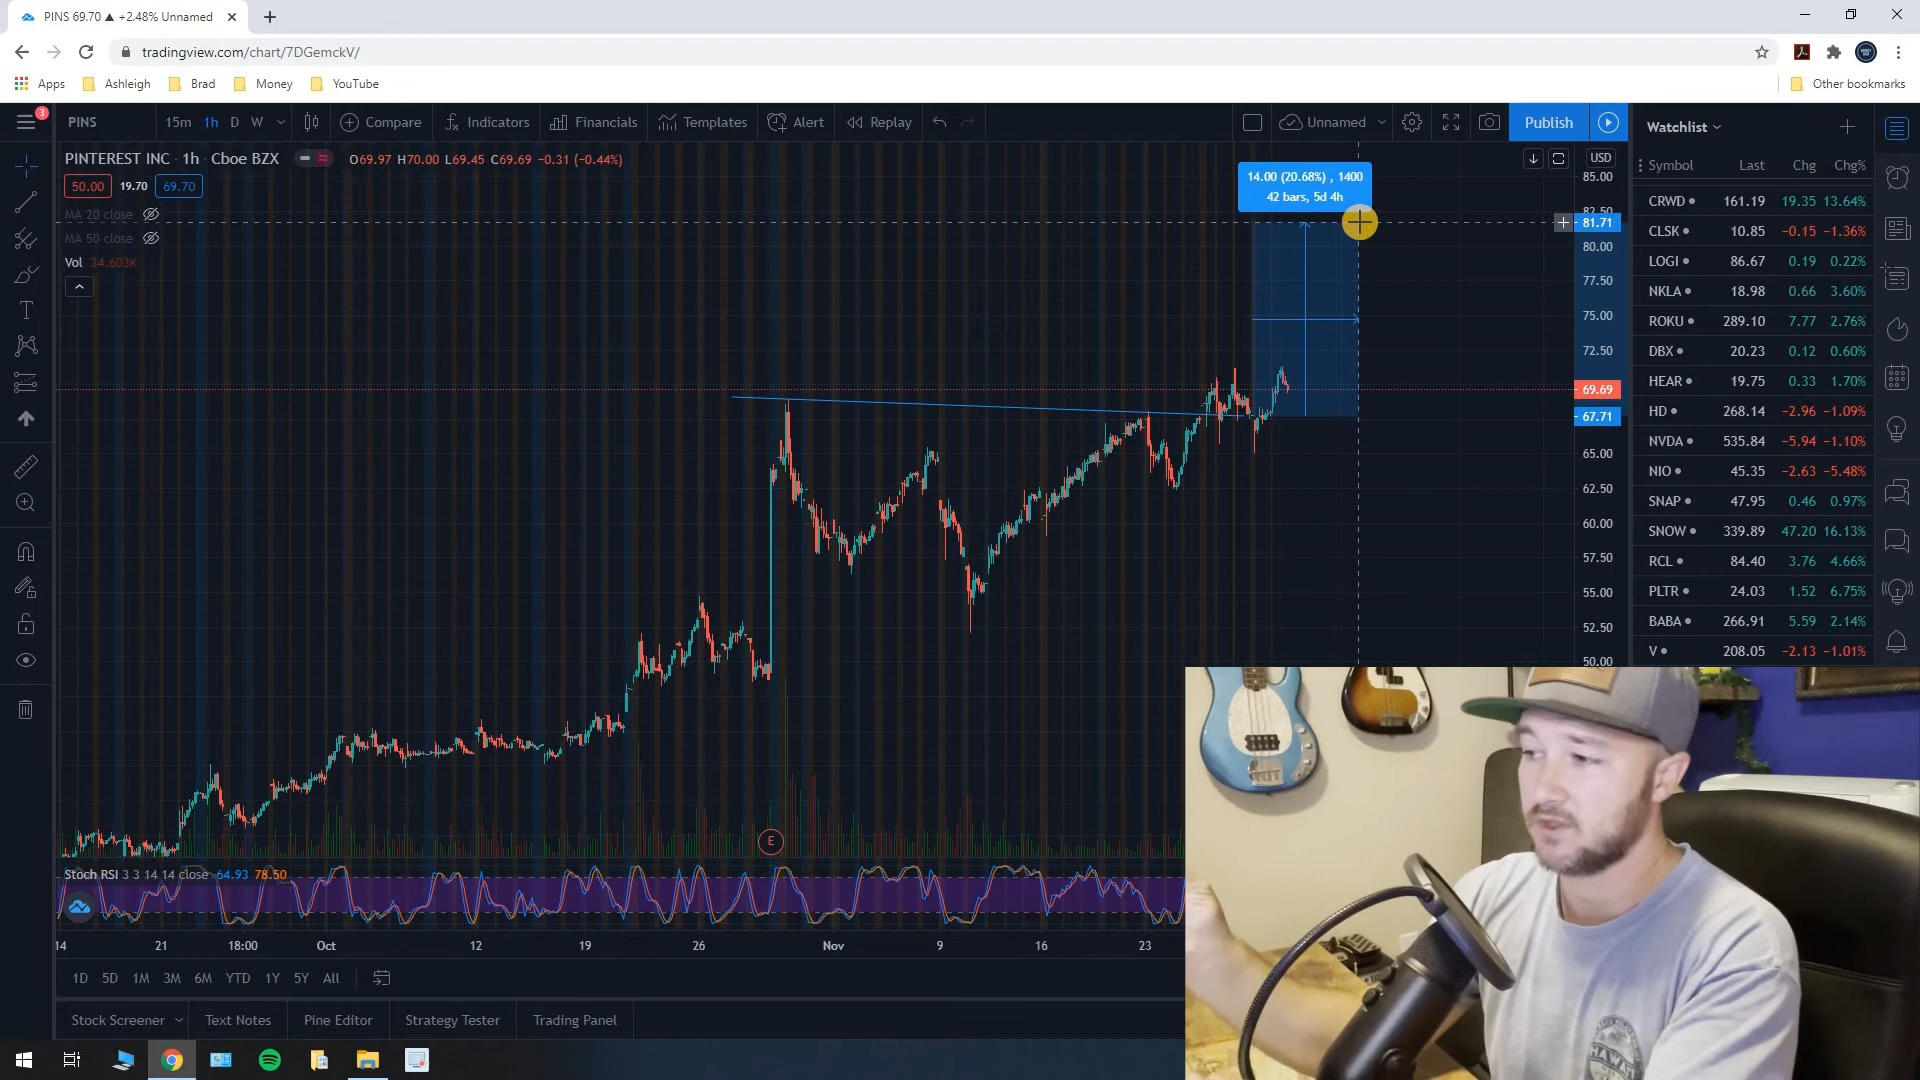 PINS 69.70 ▲ +2.48% Unnamed
tradingview.com/chart/7DGemckV/
Apps Ashleigh Brad Money YouTube Other bookmarks
3
PINS 15m 1h D W Compare Indicators Financials Templates Alert Replay Unnamed Publish
Watchlist
PINTEREST INC · 1h · Cboe BZX O69.97 H70.00 L69.45 C69.69 −0.31 (−0.44%)
USD
50.00 19.70 69.70
MA 20 close
MA 50 close
Vol 34.603K
14.00 (20.68%) , 1400
42 bars, 5d 4h
85.00
82.50
81.71
80.00
77.50
75.00
72.50
69.69
67.71
65.00
62.50
60.00
57.50
55.00
52.50
50.00
Symbol Last Chg Chg%
CRWD 161.19 19.35 13.64%
CLSK 10.85 −0.15 −1.36%
LOGI 86.67 0.19 0.22%
NKLA 18.98 0.66 3.60%
ROKU 289.10 7.77 2.76%
DBX 20.23 0.12 0.60%
HEAR 19.75 0.33 1.70%
HD 268.14 −2.96 −1.09%
NVDA 535.84 −5.94 −1.10%
NIO 45.35 −2.63 −5.48%
SNAP 47.95 0.46 0.97%
SNOW 339.89 47.20 16.13%
RCL 84.40 3.76 4.66%
PLTR 24.03 1.52 6.75%
BABA 266.91 5.59 2.14%
V 208.05 −2.13 −1.01%
E
Stoch RSI 3 3 14 14 close 64.93 78.50
14 21 18:00 Oct 12 19 26 Nov 9 16 23
1D 5D 1M 3M 6M YTD 1Y 5Y All
Stock Screener Text Notes Pine Editor Strategy Tester Trading Panel